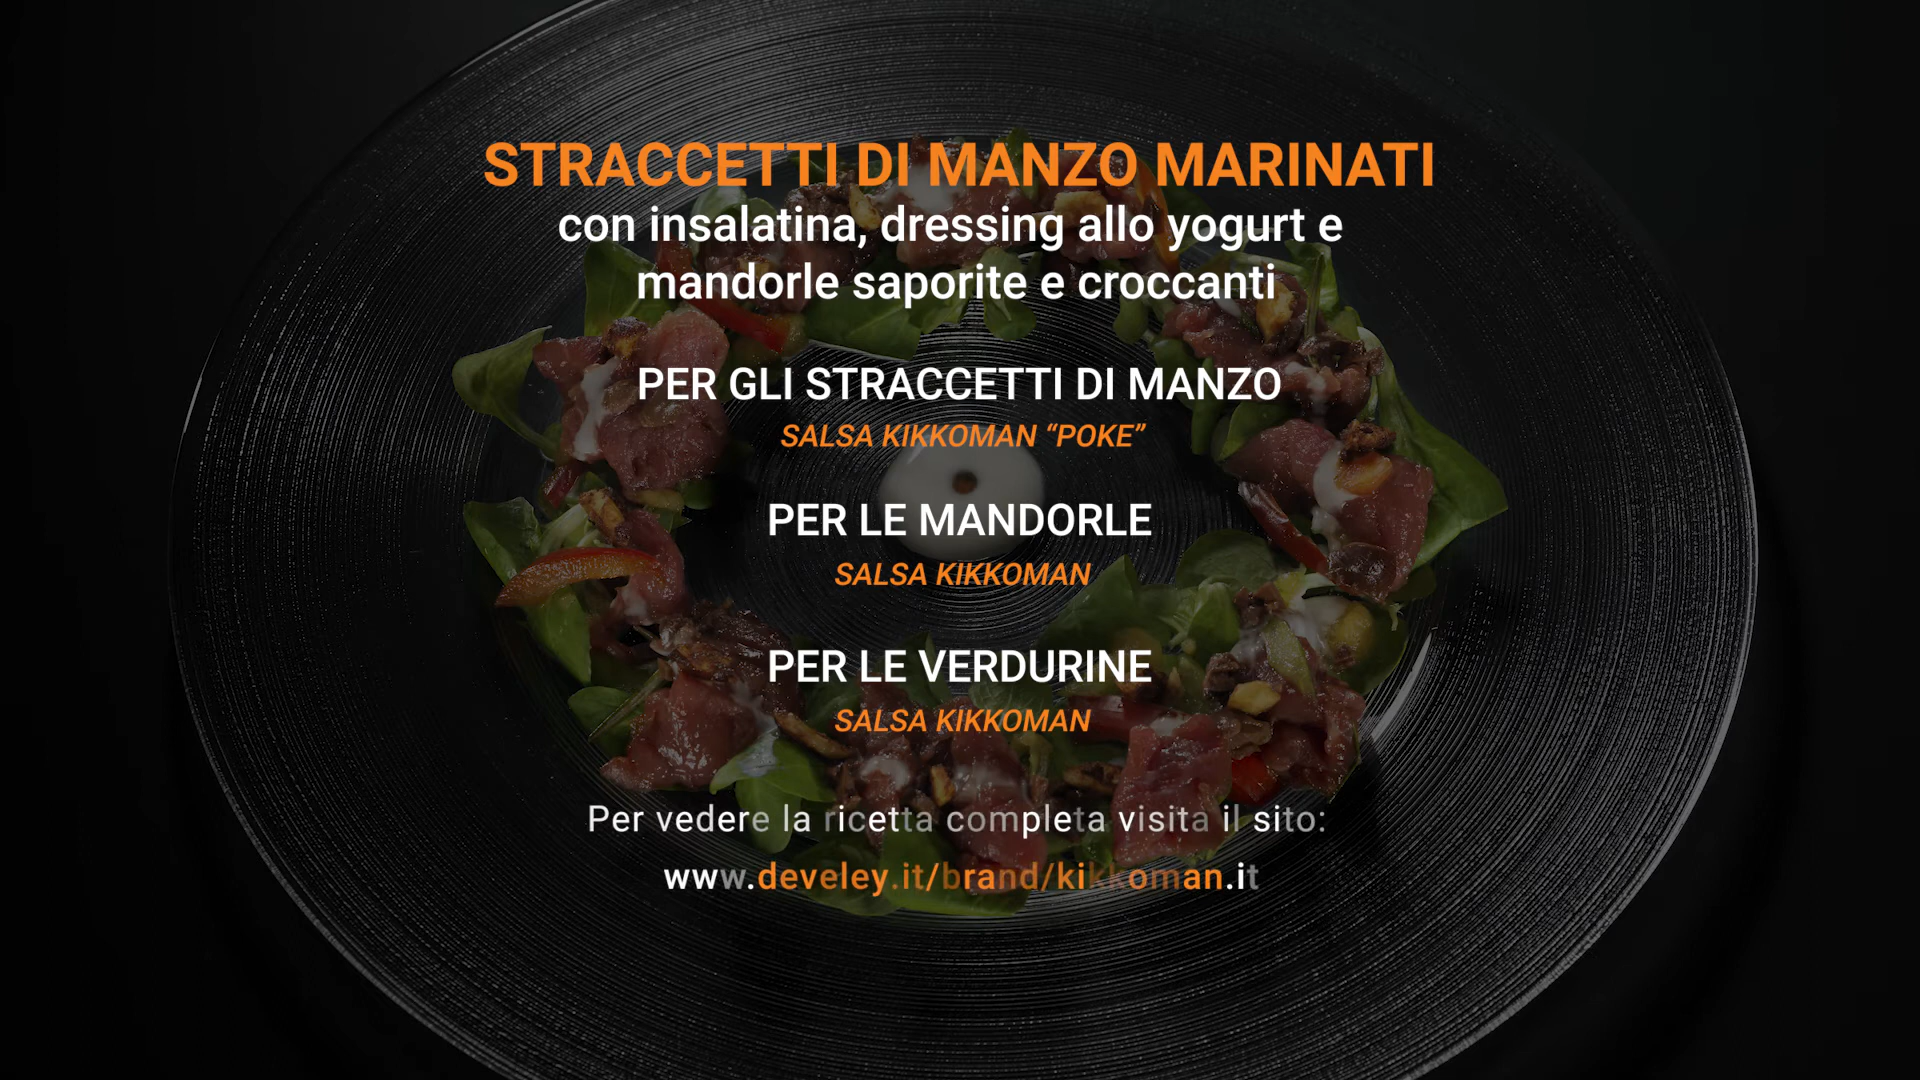 STRACCETTI DI MANZO MARINATI
con insalatina, dressing allo yogurt e
mandorle saporite e croccanti
PER GLI STRACCETTI DI MANZO
SALSA KIKKOMAN “POKE”
PER LE MANDORLE
SALSA KIKKOMAN
PER LE VERDURINE
SALSA KIKKOMAN
Per vedere la ricetta completa visita il sito:
www.develey.it/brand/kikkoman.it